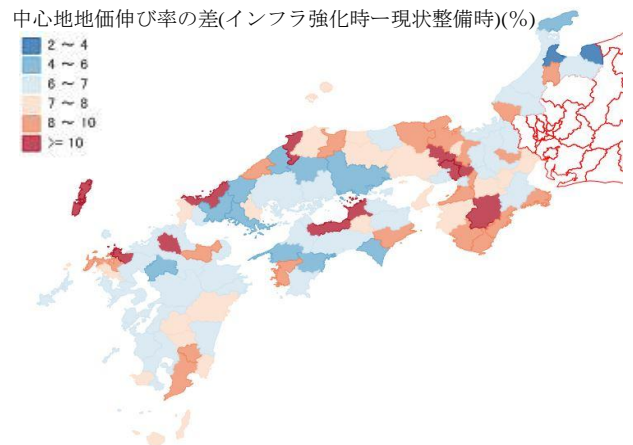 中心地地価伸び率の差(インフラ強化時ー現状整備時)(%)
2 ～ 4
4 ～ 6
6 ～ 7
7 ～ 8
8 ～ 10
>= 10